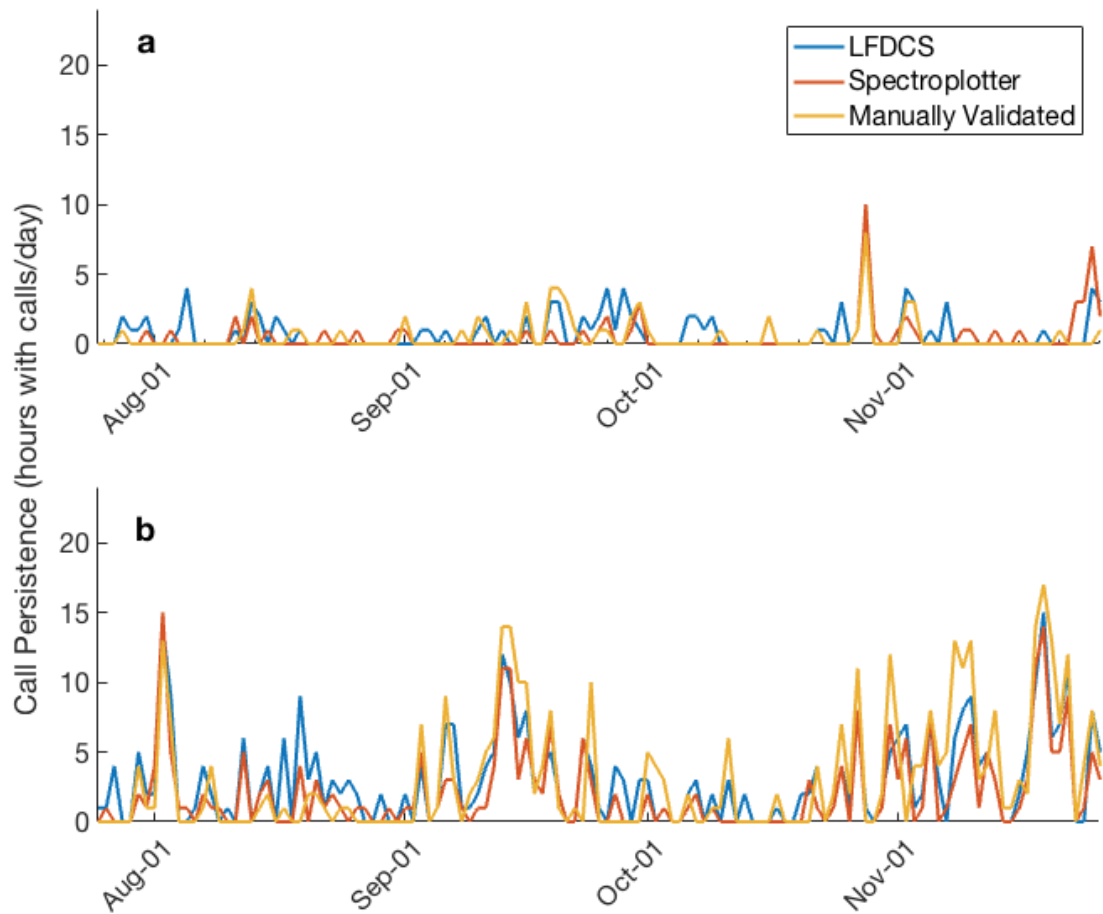 a
LFDCS
Spectroplotter
Manually Validated
20
15
10
5
0
Aug-01
Sep-01
Oct-01
Nov-01
Call Persistence (hours with calls/day)
b
20
15
10
5
0
Aug-01
Sep-01
Oct-01
Nov-01